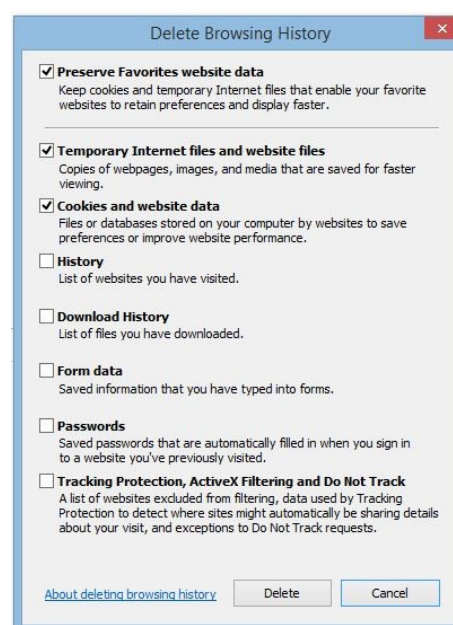 Delete Browsing History
Preserve Favorites website data
Keep cookies and temporary Internet files that enable your favorite
websites to retain preferences and display faster.
Temporary Internet files and website files
Copies of webpages, images, and media that are saved for faster
viewing.
Cookies and website data
Files or databases stored on your computer by websites to save
preferences or improve website performance.
History
List of websites you have visited.
Download History
List of files you have downloaded.
Form data
Saved information that you have typed into forms.
Passwords
Saved passwords that are automatically filled in when you sign in
to a website you've previously visited.
Tracking Protection, ActiveX Filtering and Do Not Track
A list of websites excluded from filtering, data used by Tracking
Protection to detect where sites might automatically be sharing details
about your visit, and exceptions to Do Not Track requests.
About deleting browsing history Delete Cancel